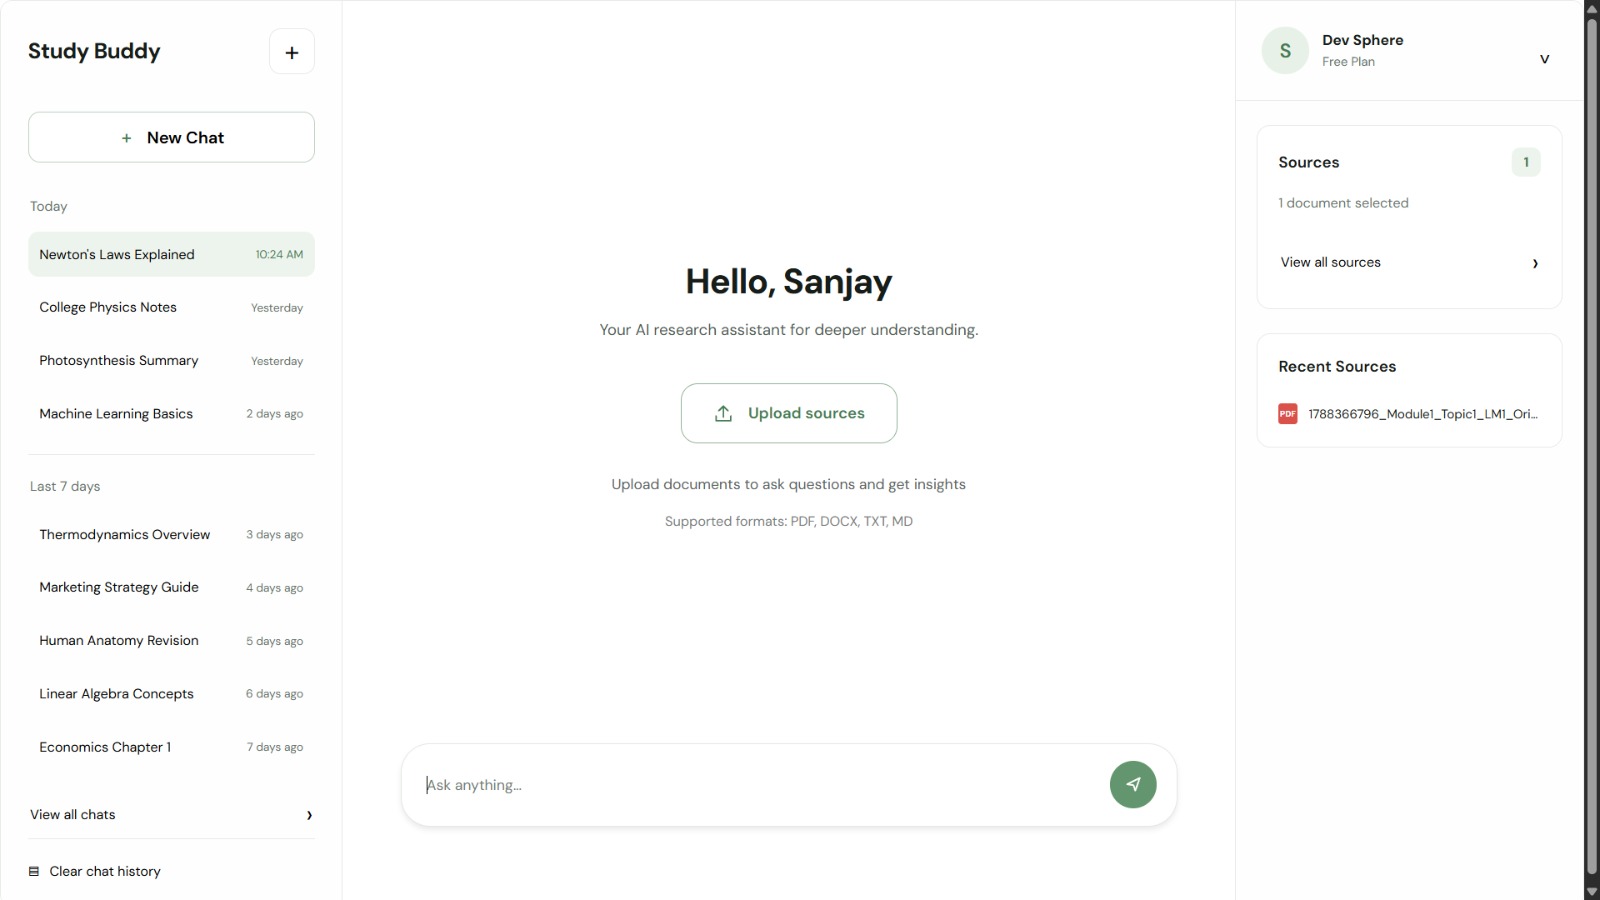 Study Buddy
+
+ New Chat
Today
Newton's Laws Explained 10:24 AM
College Physics Notes Yesterday
Photosynthesis Summary Yesterday
Machine Learning Basics 2 days ago
Last 7 days
Thermodynamics Overview 3 days ago
Marketing Strategy Guide 4 days ago
Human Anatomy Revision 5 days ago
Linear Algebra Concepts 6 days ago
Economics Chapter 1 7 days ago
View all chats ›
Clear chat history
Hello, Sanjay
Your AI research assistant for deeper understanding.
Upload sources
Upload documents to ask questions and get insights
Supported formats: PDF, DOCX, TXT, MD
Ask anything...
S
Dev Sphere
Free Plan
v
Sources 1
1 document selected
View all sources ›
Recent Sources
PDF 1788366796_Module1_Topic1_LM1_Ori...